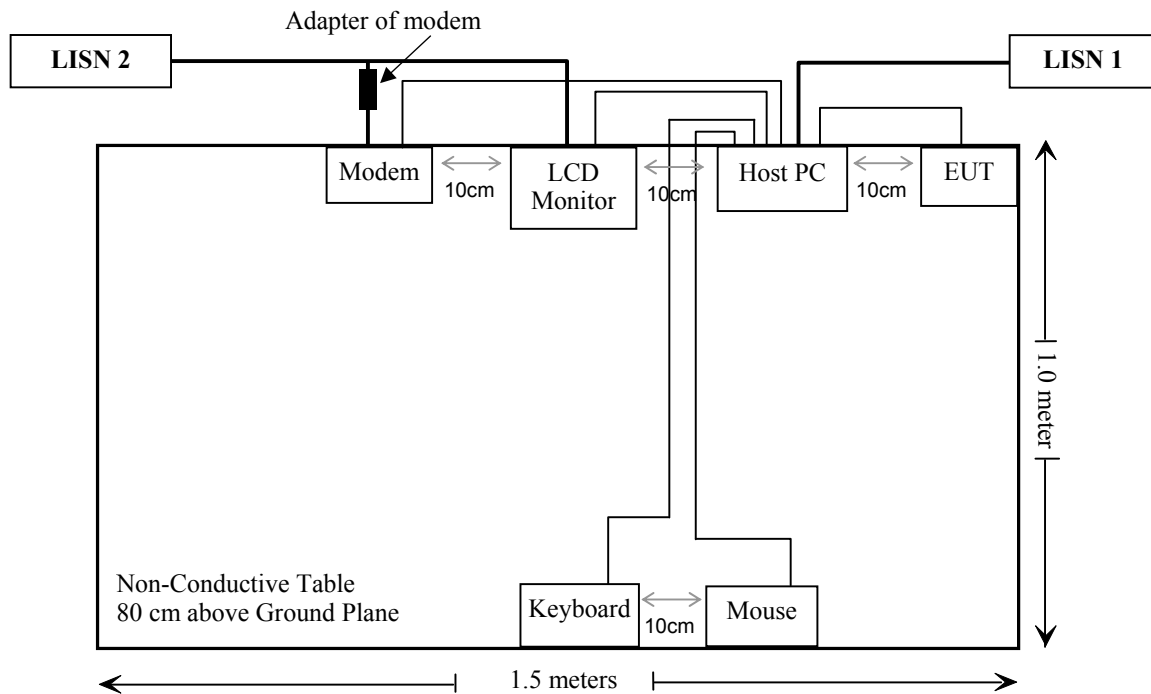 Adapter of modem
LISN 2
LISN 1
Modem
10cm
LCD
Monitor
10cm
Host PC
10cm
EUT
1.0 meter
Non-Conductive Table
80 cm above Ground Plane
Keyboard
10cm
Mouse
1.5 meters